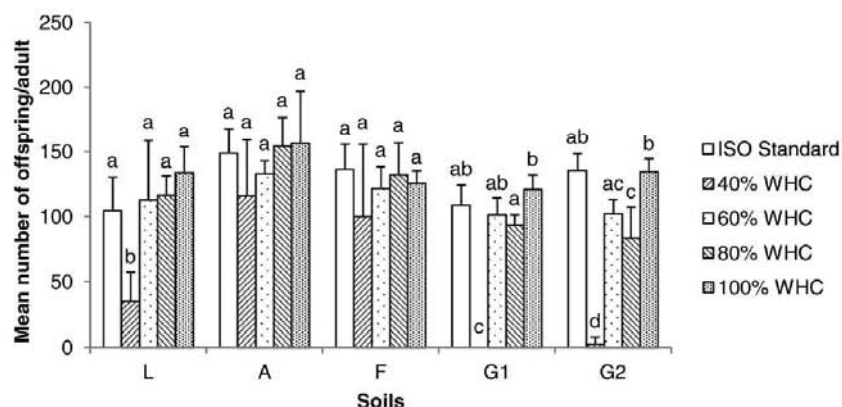 250
200
150
100
50
0
Mean number of offspring/adult
a b a a a
a a a a a
a a a a a
ab c ab a b
ab d ac c b
L A F G1 G2
Soils
ISO Standard
40% WHC
60% WHC
80% WHC
100% WHC